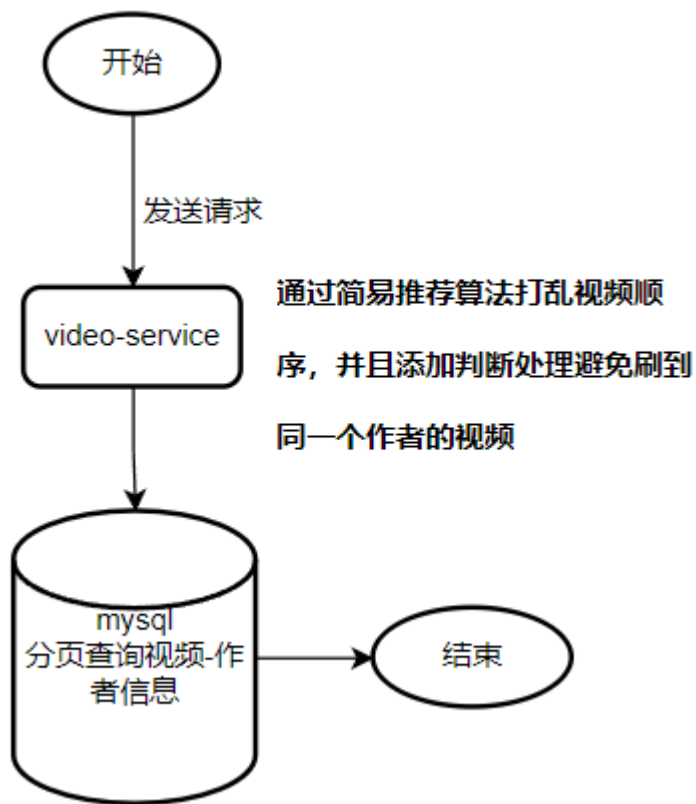 开始
发送请求
video-service
通过简易推荐算法打乱视频顺
序，并且添加判断处理避免刷到
同一个作者的视频
mysql
分页查询视频-作
者信息
结束